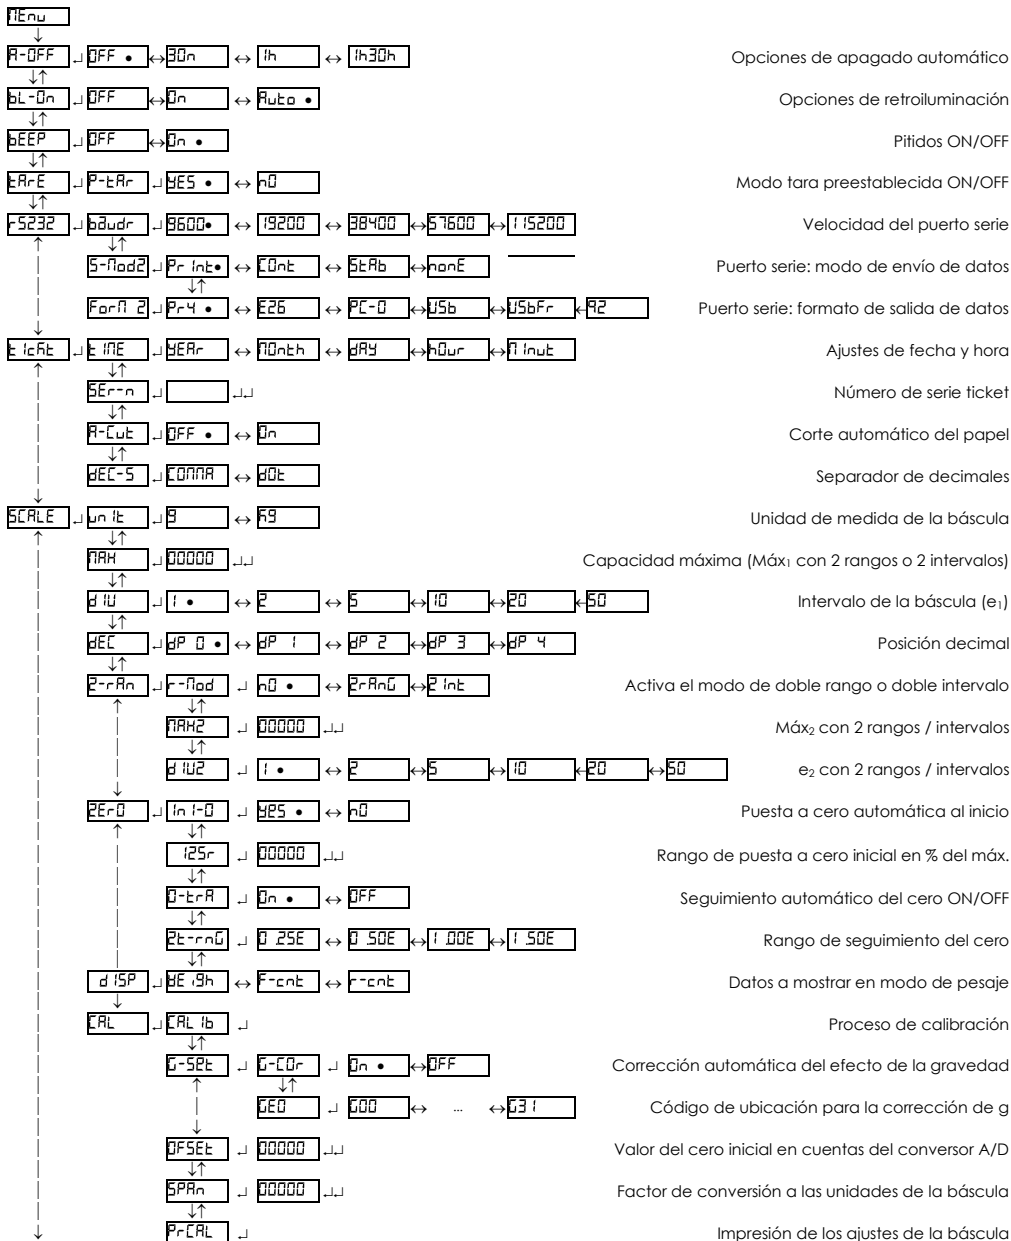 MEnu
↓
A-OFF ↵ OFF • ↔ 30n ↔ 1h ↔ 1h30h Opciones de apagado automático
↓↑
bL-On ↵ OFF ↔ On ↔ Auto • Opciones de retroiluminación
↓↑
bEEP ↵ OFF ↔ On • Pitidos ON/OFF
↓↑
tArE ↵ P-tAr ↵ YES • ↔ nO Modo tara preestablecida ON/OFF
↓↑
rS232 ↵ bAudr ↵ 9600• ↔ 19200 ↔ 38400 ↔ 57600 ↔ 115200 Velocidad del puerto serie
↑ ↓↑
S-Mod2 ↵ Print• ↔ COnt ↔ StAb ↔ nonE Puerto serie: modo de envío de datos
↓↑
ForM 2 ↵ Pr4 • ↔ E26 ↔ PC-0 ↔ USb ↔ USbFr ↔ A2 Puerto serie: formato de salida de datos
↓
tIckt ↵ tIME ↵ YEAr ↔ MOnth ↔ dAY ↔ hOur ↔ MInut Ajustes de fecha y hora
↑ ↓↑
SEr-n ↵ ↵↵ Número de serie ticket
↓↑
A-Cut ↵ OFF • ↔ On Corte automático del papel
↓↑
dEC-S ↵ COMMA ↔ dOt Separador de decimales
↓
SCALE ↵ unIt ↵ g ↔ kg Unidad de medida de la báscula
↑ ↓↑
MAX ↵ 00000 ↵↵ Capacidad máxima (Máx₁ con 2 rangos o 2 intervalos)
↓↑
dIV ↵ 1 • ↔ 2 ↔ 5 ↔ 10 ↔ 20 ↔ 50 Intervalo de la báscula (e₁)
↓↑
dEC ↵ dP 0 • ↔ dP 1 ↔ dP 2 ↔ dP 3 ↔ dP 4 Posición decimal
↓↑
2-rAn ↵ r-Mod ↵ nO • ↔ 2rAnG ↔ 2Int Activa el modo de doble rango o doble intervalo
↑ ↓↑
MAX2 ↵ 00000 ↵↵ Máx₂ con 2 rangos / intervalos
↓↑
dIV2 ↵ 1 • ↔ 2 ↔ 5 ↔ 10 ↔ 20 ↔ 50 e₂ con 2 rangos / intervalos
↓
ZErO ↵ InI-0 ↵ YES • ↔ nO Puesta a cero automática al inicio
↑ ↓↑
IZSr ↵ 00000 ↵↵ Rango de puesta a cero inicial en % del máx.
↓↑
0-trA ↵ On • ↔ OFF Seguimiento automático del cero ON/OFF
↓↑
Zt-rnG ↵ 0.25E ↔ 0.50E ↔ 1.00E ↔ 1.50E Rango de seguimiento del cero
↓↑
dISP ↵ WEigh ↔ F-cnt ↔ r-cnt Datos a mostrar en modo de pesaje
↓
CAL ↵ CALIb ↵ Proceso de calibración
↓↑
G-SEt ↵ G-COr ↵ On • ↔ OFF Corrección automática del efecto de la gravedad
↑ ↓↑
GEO ↵ G00 ↔ ... ↔ G31 Código de ubicación para la corrección de g
↓
OFSEt ↵ 00000 ↵↵ Valor del cero inicial en cuentas del conversor A/D
↓↑
SPAn ↵ 00000 ↵↵ Factor de conversión a las unidades de la báscula
↓↑
↓ PrCAL ↵ Impresión de los ajustes de la báscula